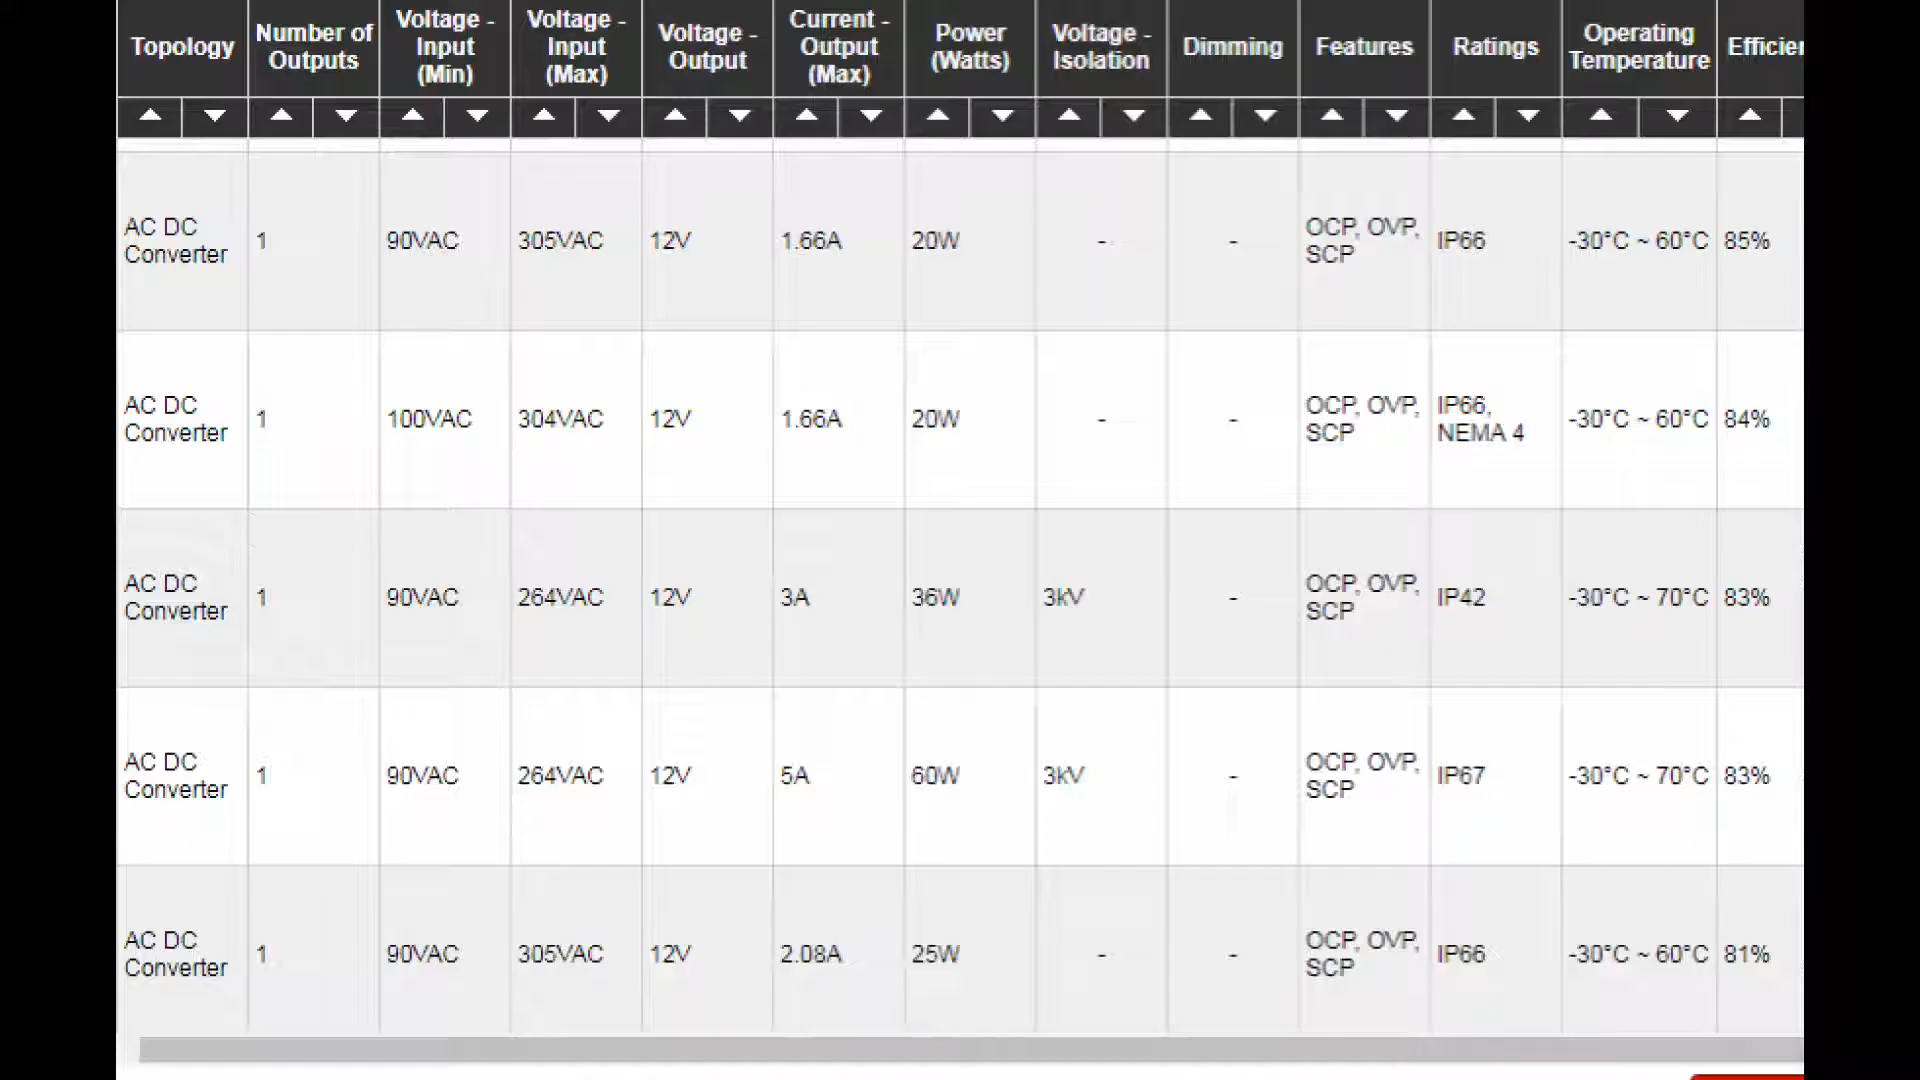 Topology
Number of
Outputs
Voltage -
Input
(Min)
Voltage -
Input
(Max)
Voltage -
Output
Current -
Output
(Max)
Power
(Watts)
Voltage -
Isolation
Dimming
Features
Ratings
Operating
Temperature
Efficien
AC DC
Converter
1
90VAC
305VAC
12V
1.66A
20W
-
-
OCP, OVP,
SCP
IP66
-30°C ~ 60°C
85%
AC DC
Converter
1
100VAC
304VAC
12V
1.66A
20W
-
-
OCP, OVP,
SCP
IP66,
NEMA 4
-30°C ~ 60°C
84%
AC DC
Converter
1
90VAC
264VAC
12V
3A
36W
3kV
-
OCP, OVP,
SCP
IP42
-30°C ~ 70°C
83%
AC DC
Converter
1
90VAC
264VAC
12V
5A
60W
3kV
-
OCP, OVP,
SCP
IP67
-30°C ~ 70°C
83%
AC DC
Converter
1
90VAC
305VAC
12V
2.08A
25W
-
-
OCP, OVP,
SCP
IP66
-30°C ~ 60°C
81%